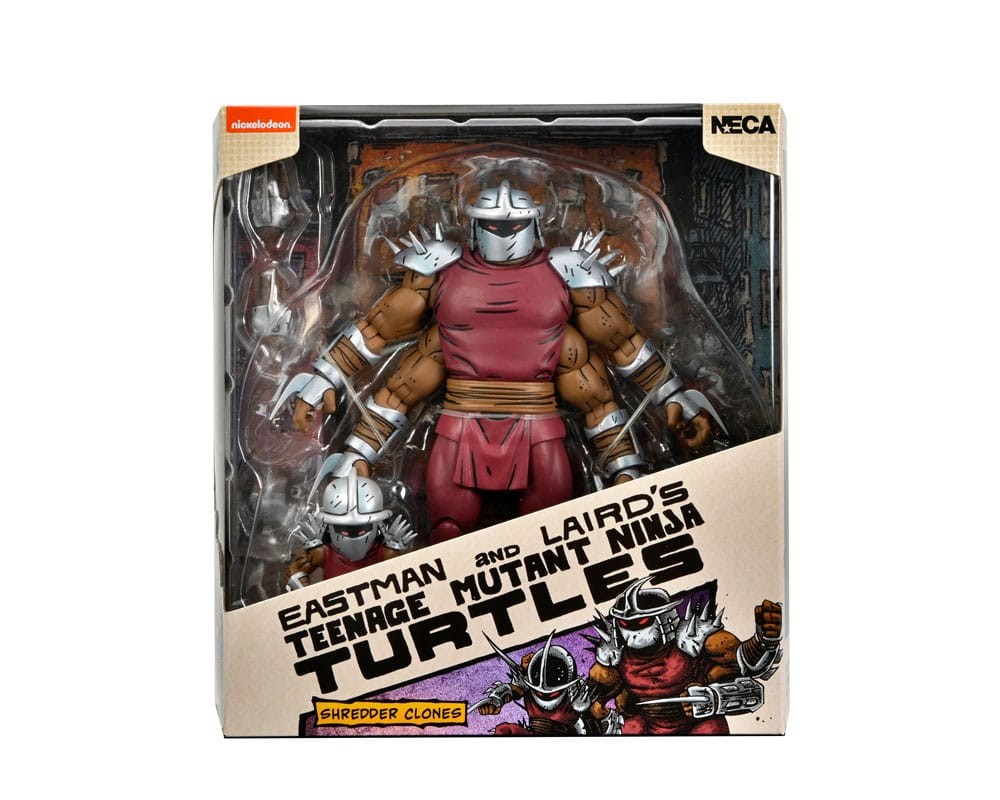 nickelodeon.
NECA
EASTMAN AND LAIRD'S
TEENAGE MUTANT NINJA
TURTLES
SHREDDER CLONES